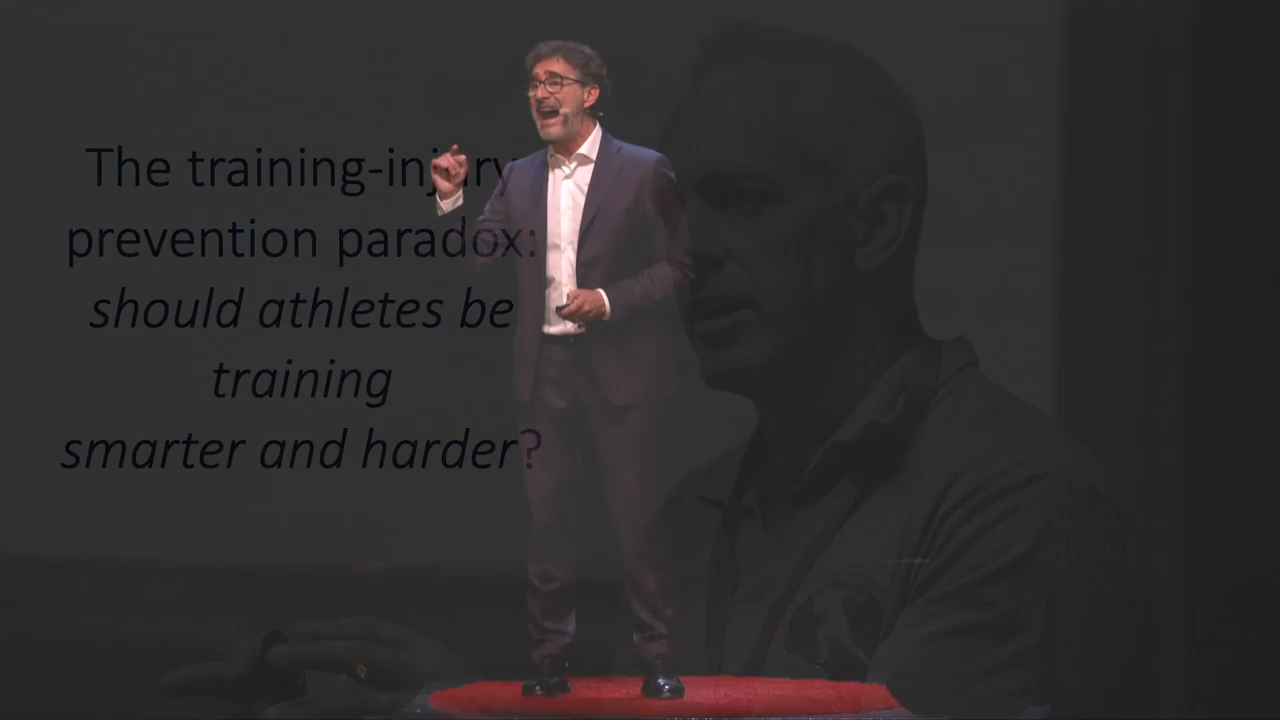 The training-injury
prevention paradox:
should athletes be
training
smarter and harder?